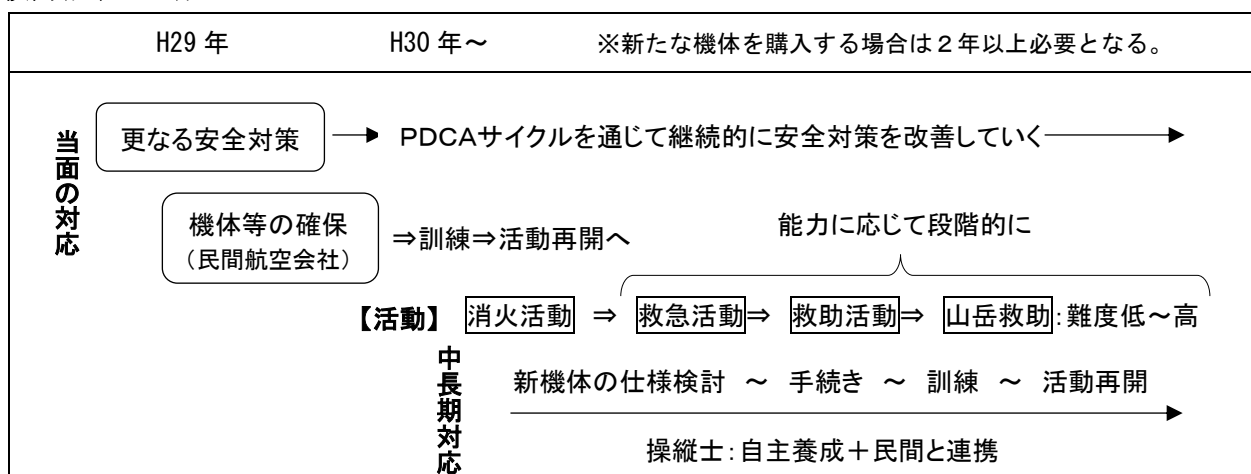 H29 年 H30 年～ ※新たな機体を購入する場合は２年以上必要となる。
当面の対応
更なる安全対策 → ＰＤＣＡサイクルを通じて継続的に安全対策を改善していく
機体等の確保
（民間航空会社）
⇒訓練⇒活動再開へ
能力に応じて段階的に
【活動】 消火活動 ⇒ 救急活動⇒ 救助活動⇒ 山岳救助:難度低～高
中長期対応
新機体の仕様検討 ～ 手続き ～ 訓練 ～ 活動再開
操縦士:自主養成＋民間と連携